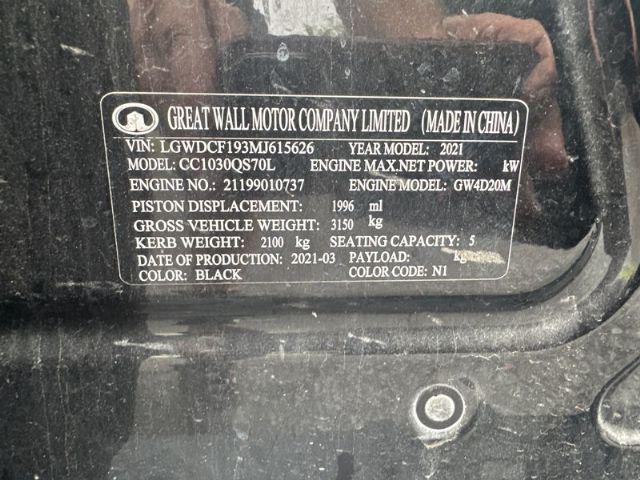 GREAT WALL MOTOR COMPANY LIMITED (MADE IN CHINA)
VIN: LGWDCF193MJ615626 YEAR MODEL: 2021
MODEL: CC1030QS70L ENGINE MAX.NET POWER: kW
ENGINE NO.: 21199010737 ENGINE MODEL: GW4D20M
PISTON DISPLACEMENT: 1996 ml
GROSS VEHICLE WEIGHT: 3150 kg
KERB WEIGHT: 2100 kg SEATING CAPACITY: 5
DATE OF PRODUCTION: 2021-03 PAYLOAD: kg
COLOR: BLACK COLOR CODE: N1